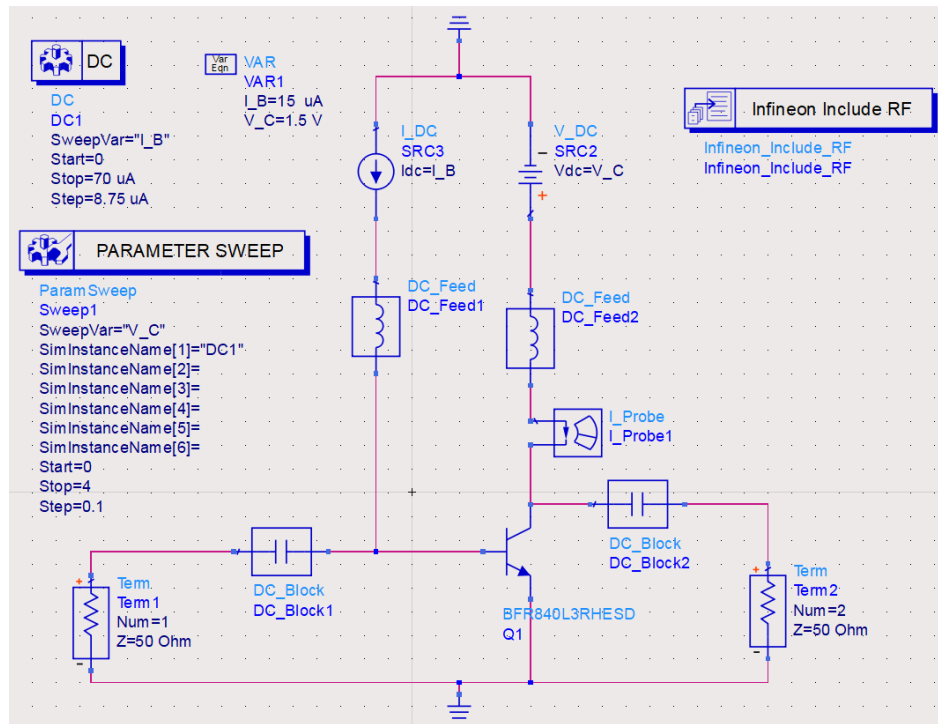 DC
DC
DC1
SweepVar="I_B"
Start=0
Stop=70 uA
Step=8.75 uA
Var
Eqn
VAR
VAR1
I_B=15 uA
V_C=1.5 V
I_DC
SRC3
Idc=I_B
V_DC
SRC2
Vdc=V_C
Infineon Include RF
Infineon_Include_RF
Infineon_Include_RF
PARAMETER SWEEP
ParamSweep
Sweep1
SweepVar="V_C"
SimInstanceName[1]="DC1"
SimInstanceName[2]=
SimInstanceName[3]=
SimInstanceName[4]=
SimInstanceName[5]=
SimInstanceName[6]=
Start=0
Stop=4
Step=0.1
DC_Feed
DC_Feed1
DC_Feed
DC_Feed2
I_Probe
I_Probe1
DC_Block
DC_Block1
DC_Block
DC_Block2
Term
Term1
Num=1
Z=50 Ohm
BFR840L3RHESD
Q1
Term
Term2
Num=2
Z=50 Ohm